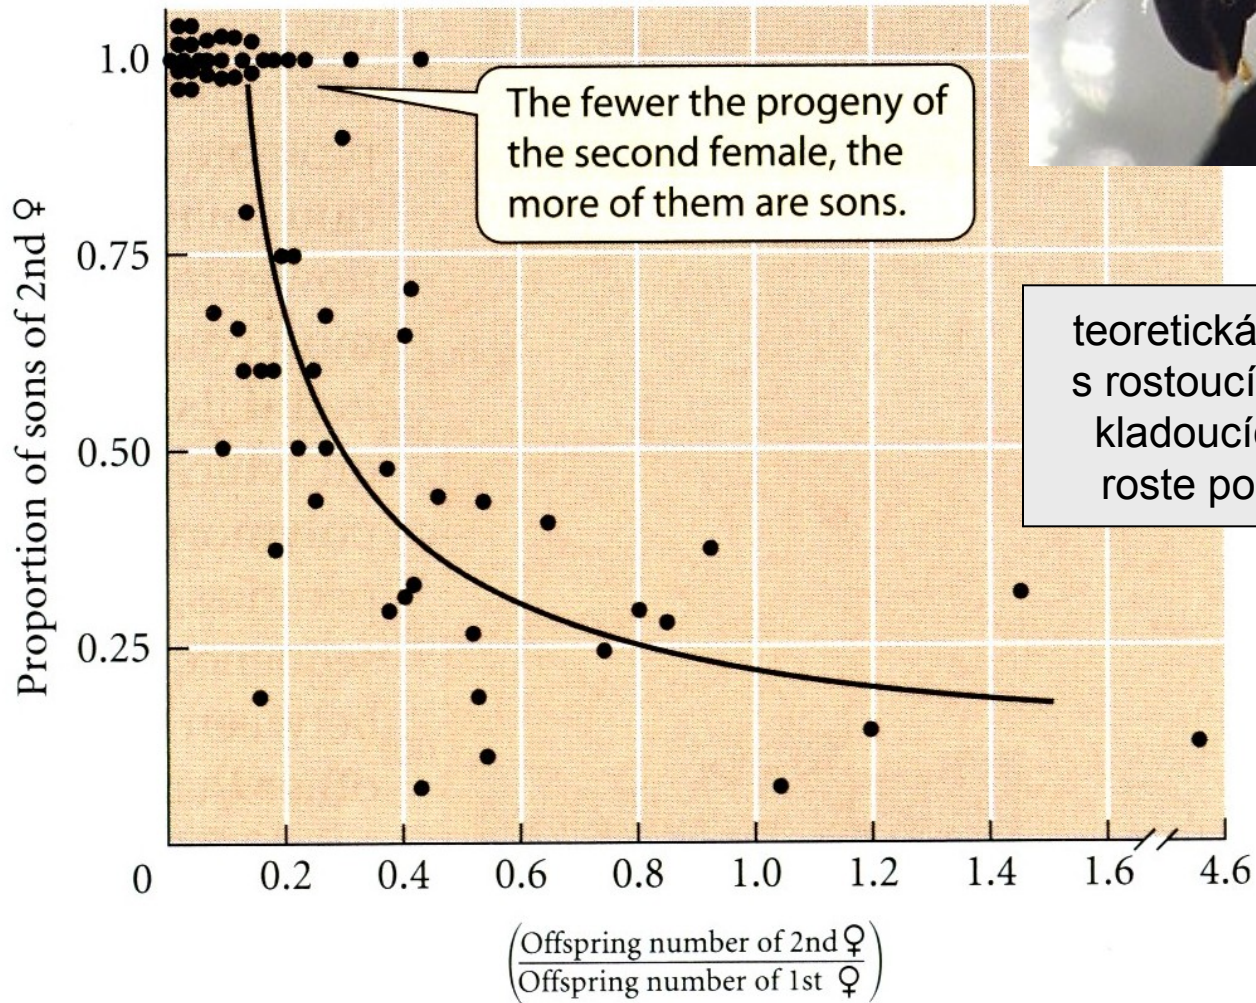 1.0
0.75
0.50
0.25
0
0.2
0.4
0.6
0.8
1.0
1.2
1.4
1.6
4.6
Proportion of sons of 2nd ♀
The fewer the progeny of
the second female, the
more of them are sons.
teoretická
s rostoucí
kladoucí
roste po
Offspring number of 2nd ♀
Offspring number of 1st ♀